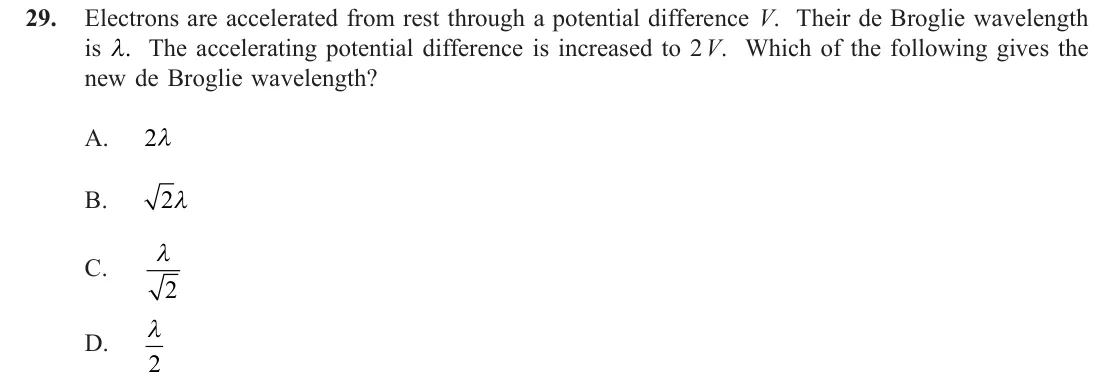 29. Electrons are accelerated from rest through a potential difference V. Their de Broglie wavelength
is λ. The accelerating potential difference is increased to 2V. Which of the following gives the
new de Broglie wavelength?
A. 2λ
B. √2λ
C. λ/√2
D. λ/2